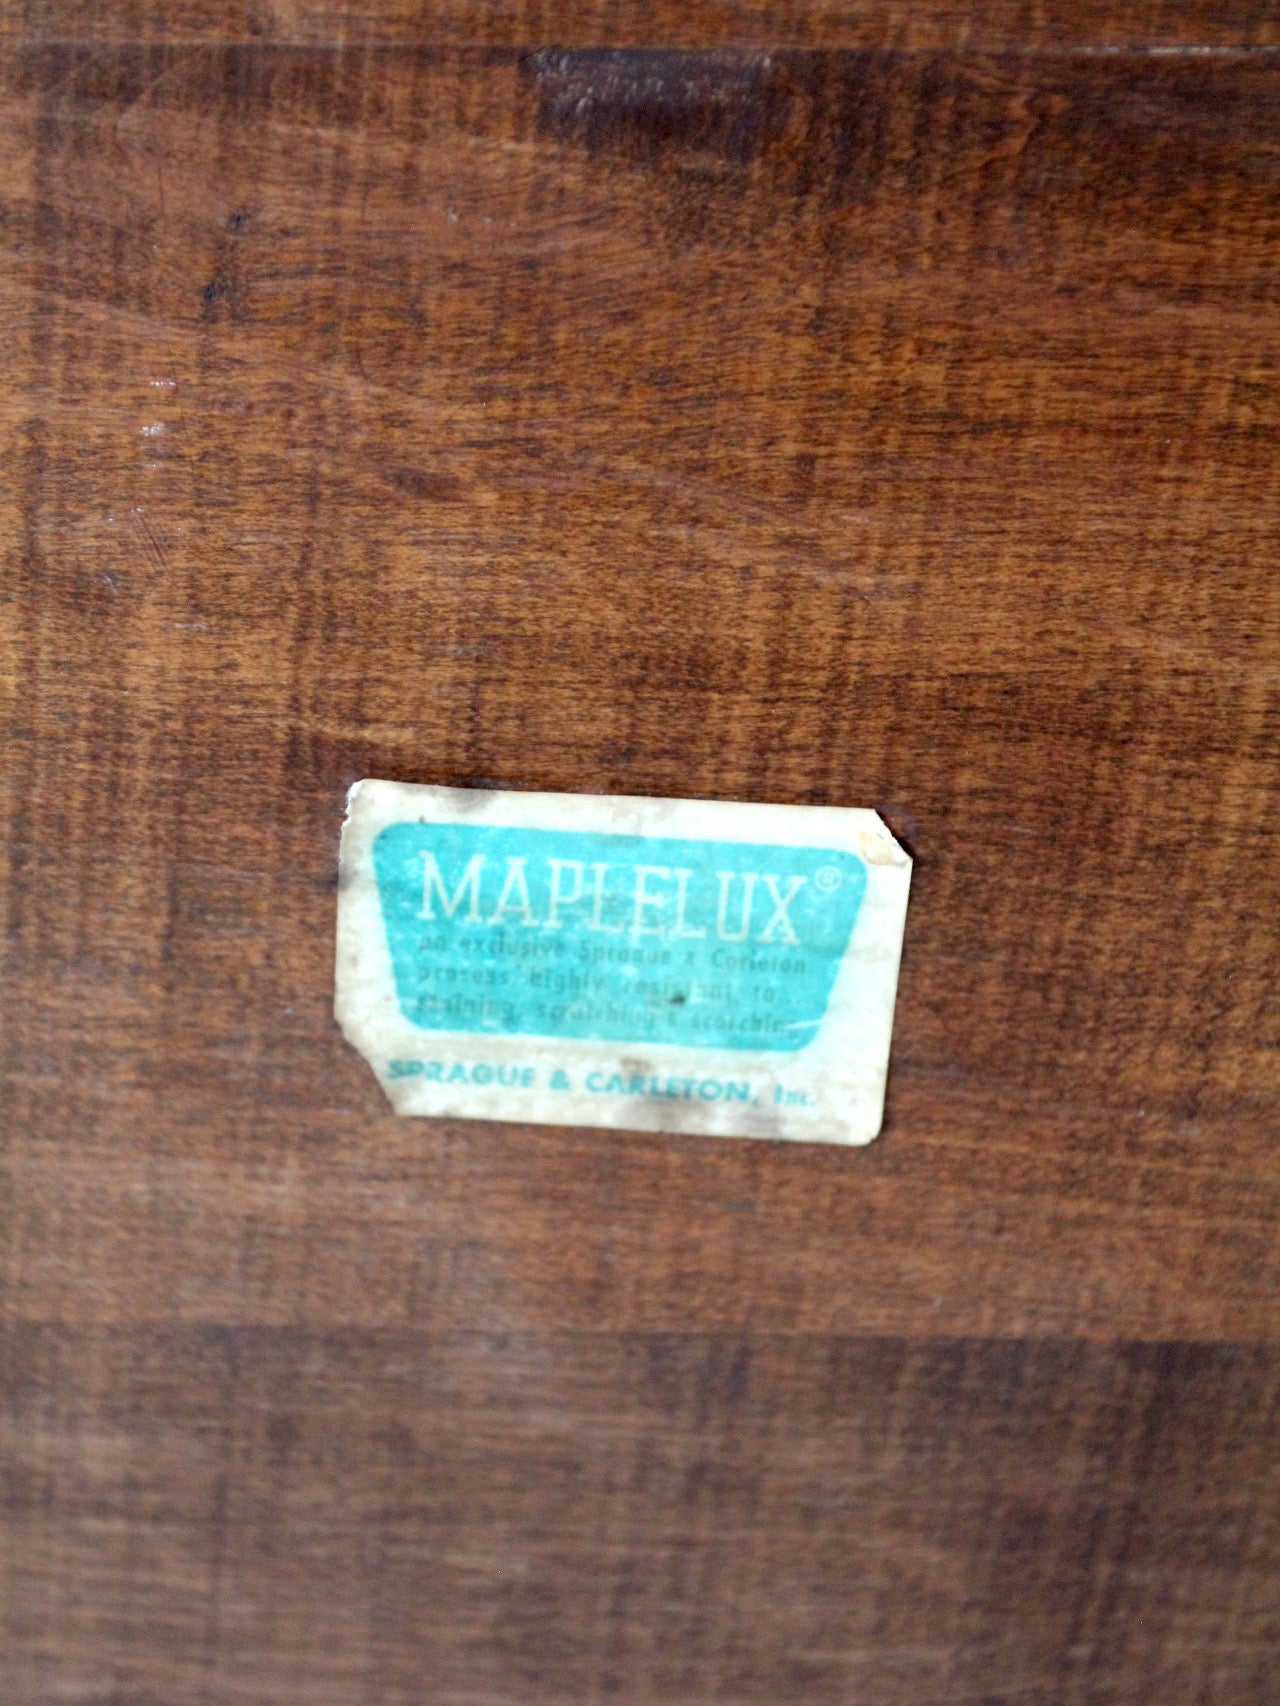 MAPLELUX®
an exclusive Sprague & Carleton
process highly resistant to...
staining, scratching & scorching
SPRAGUE & CARLETON, Inc.